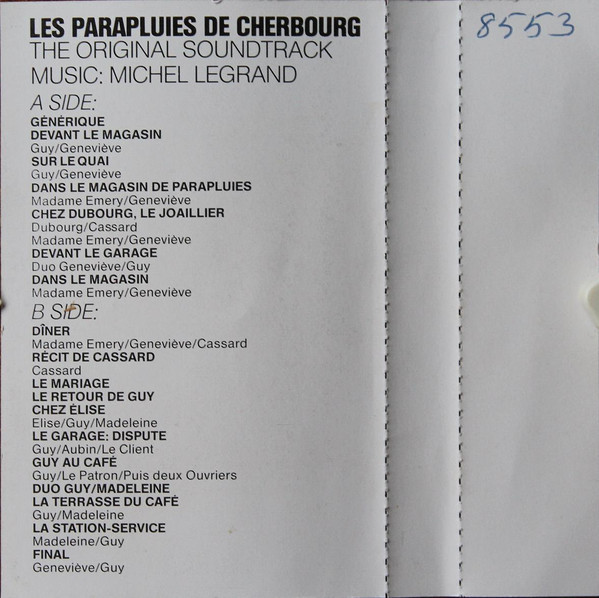 LES PARAPLUIES DE CHERBOURG
THE ORIGINAL SOUNDTRACK
MUSIC: MICHEL LEGRAND
A SIDE:
GÉNÉRIQUE
DEVANT LE MAGASIN
Guy/Geneviève
SUR LE QUAI
Guy/Geneviève
DANS LE MAGASIN DE PARAPLUIES
Madame Emery/Geneviève
CHEZ DUBOURG, LE JOAILLIER
Dubourg/Cassard
Madame Emery/Geneviève
DEVANT LE GARAGE
Duo Geneviève/Guy
DANS LE MAGASIN
Madame Emery/Geneviève
B SIDE:
DÎNER
Madame Emery/Geneviève/Cassard
RÉCIT DE CASSARD
Cassard
LE MARIAGE
LE RETOUR DE GUY
CHEZ ÉLISE
Elise/Guy/Madeleine
LE GARAGE: DISPUTE
Guy/Aubin/Le Client
GUY AU CAFÉ
Guy/Le Patron/Puis deux Ouvriers
DUO GUY/MADELEINE
LA TERRASSE DU CAFÉ
Guy/Madeleine
LA STATION-SERVICE
Madeleine/Guy
FINAL
Geneviève/Guy
8553